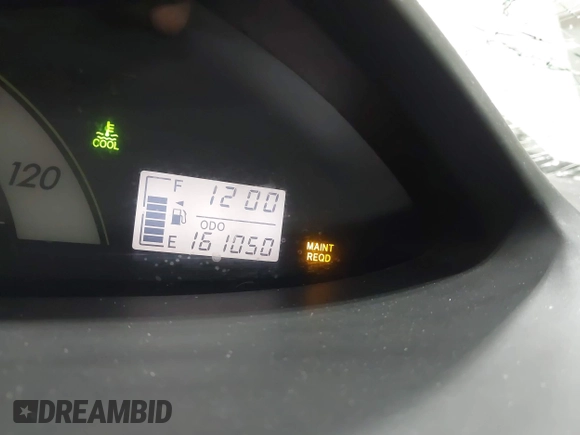 COOL
120
F 12:00
ODO
E 161050
MAINT
REQD
DREAMBID